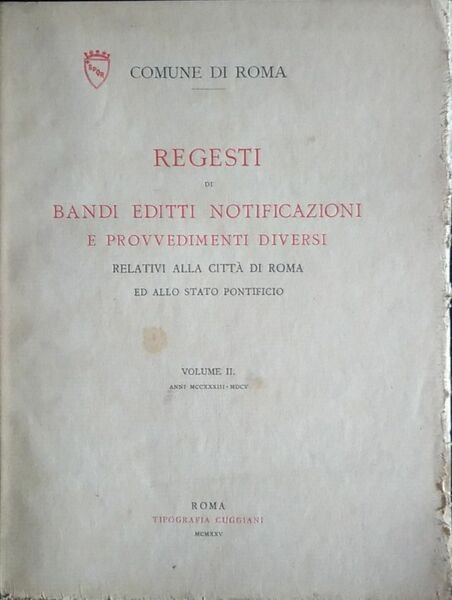 SPQR
COMUNE DI ROMA
REGESTI
DI
BANDI EDITTI NOTIFICAZIONI
E PROVVEDIMENTI DIVERSI
RELATIVI ALLA CITTÀ DI ROMA
ED ALLO STATO PONTIFICIO
VOLUME II.
ANNI MCCXXXIII-MDCV
ROMA
TIPOGRAFIA CUGGIANI
MCMXXV